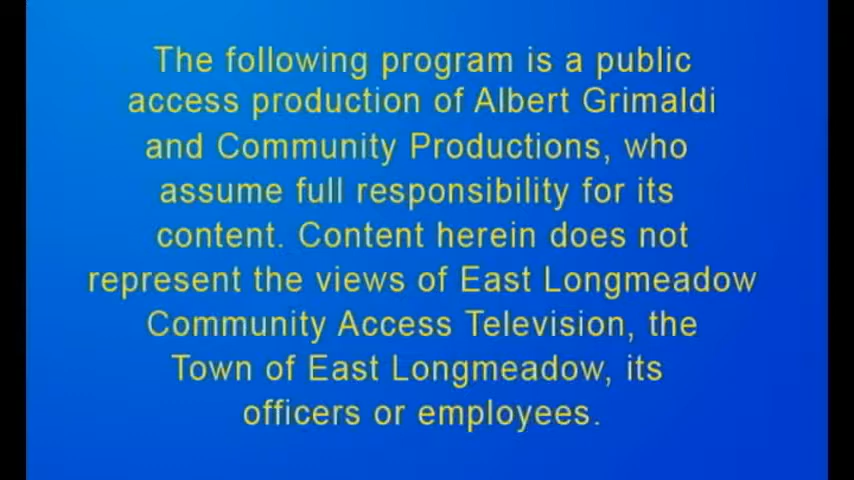 The following program is a public
access production of Albert Grimaldi
and Community Productions, who
assume full responsibility for its
content. Content herein does not
represent the views of East Longmeadow
Community Access Television, the
Town of East Longmeadow, its
officers or employees.